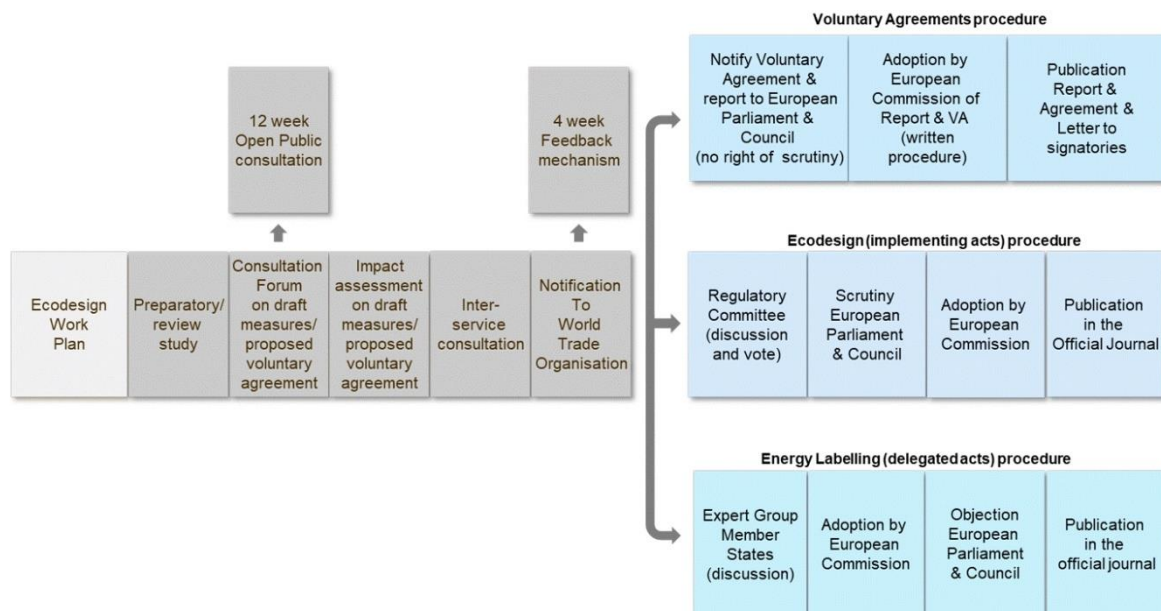 12 week
Open Public
consultation
4 week
Feedback
mechanism
Ecodesign
Work
Plan
Preparatory/
review
study
Consultation
Forum
on draft
measures/
proposed
voluntary
agreement
Impact
assessment
on draft
measures/
proposed
voluntary
agreement
Inter-
service
consultation
Notification
To
World
Trade
Organisation
Voluntary Agreements procedure
Notify Voluntary
Agreement &
report to European
Parliament &
Council
(no right of scrutiny)
Adoption by
European
Commission of
Report & VA
(written
procedure)
Publication
Report &
Agreement &
Letter to
signatories
Ecodesign (implementing acts) procedure
Regulatory
Committee
(discussion
and vote)
Scrutiny
European
Parliament
& Council
Adoption by
European
Commission
Publication
in the
Official Journal
Energy Labelling (delegated acts) procedure
Expert Group
Member
States
(discussion)
Adoption by
European
Commission
Objection
European
Parliament
& Council
Publication
in the
official journal